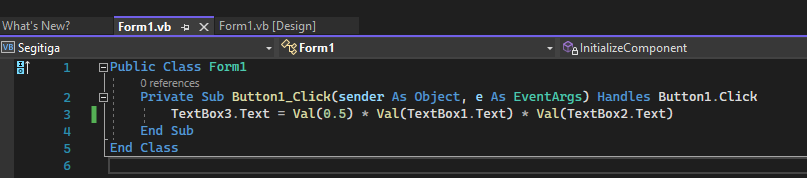 What's New? Form1.vb Form1.vb [Design]
VB Segitiga Form1 InitializeComponent
1 Public Class Form1
0 references
2 Private Sub Button1_Click(sender As Object, e As EventArgs) Handles Button1.Click
3 TextBox3.Text = Val(0.5) * Val(TextBox1.Text) * Val(TextBox2.Text)
4 End Sub
5 End Class
6